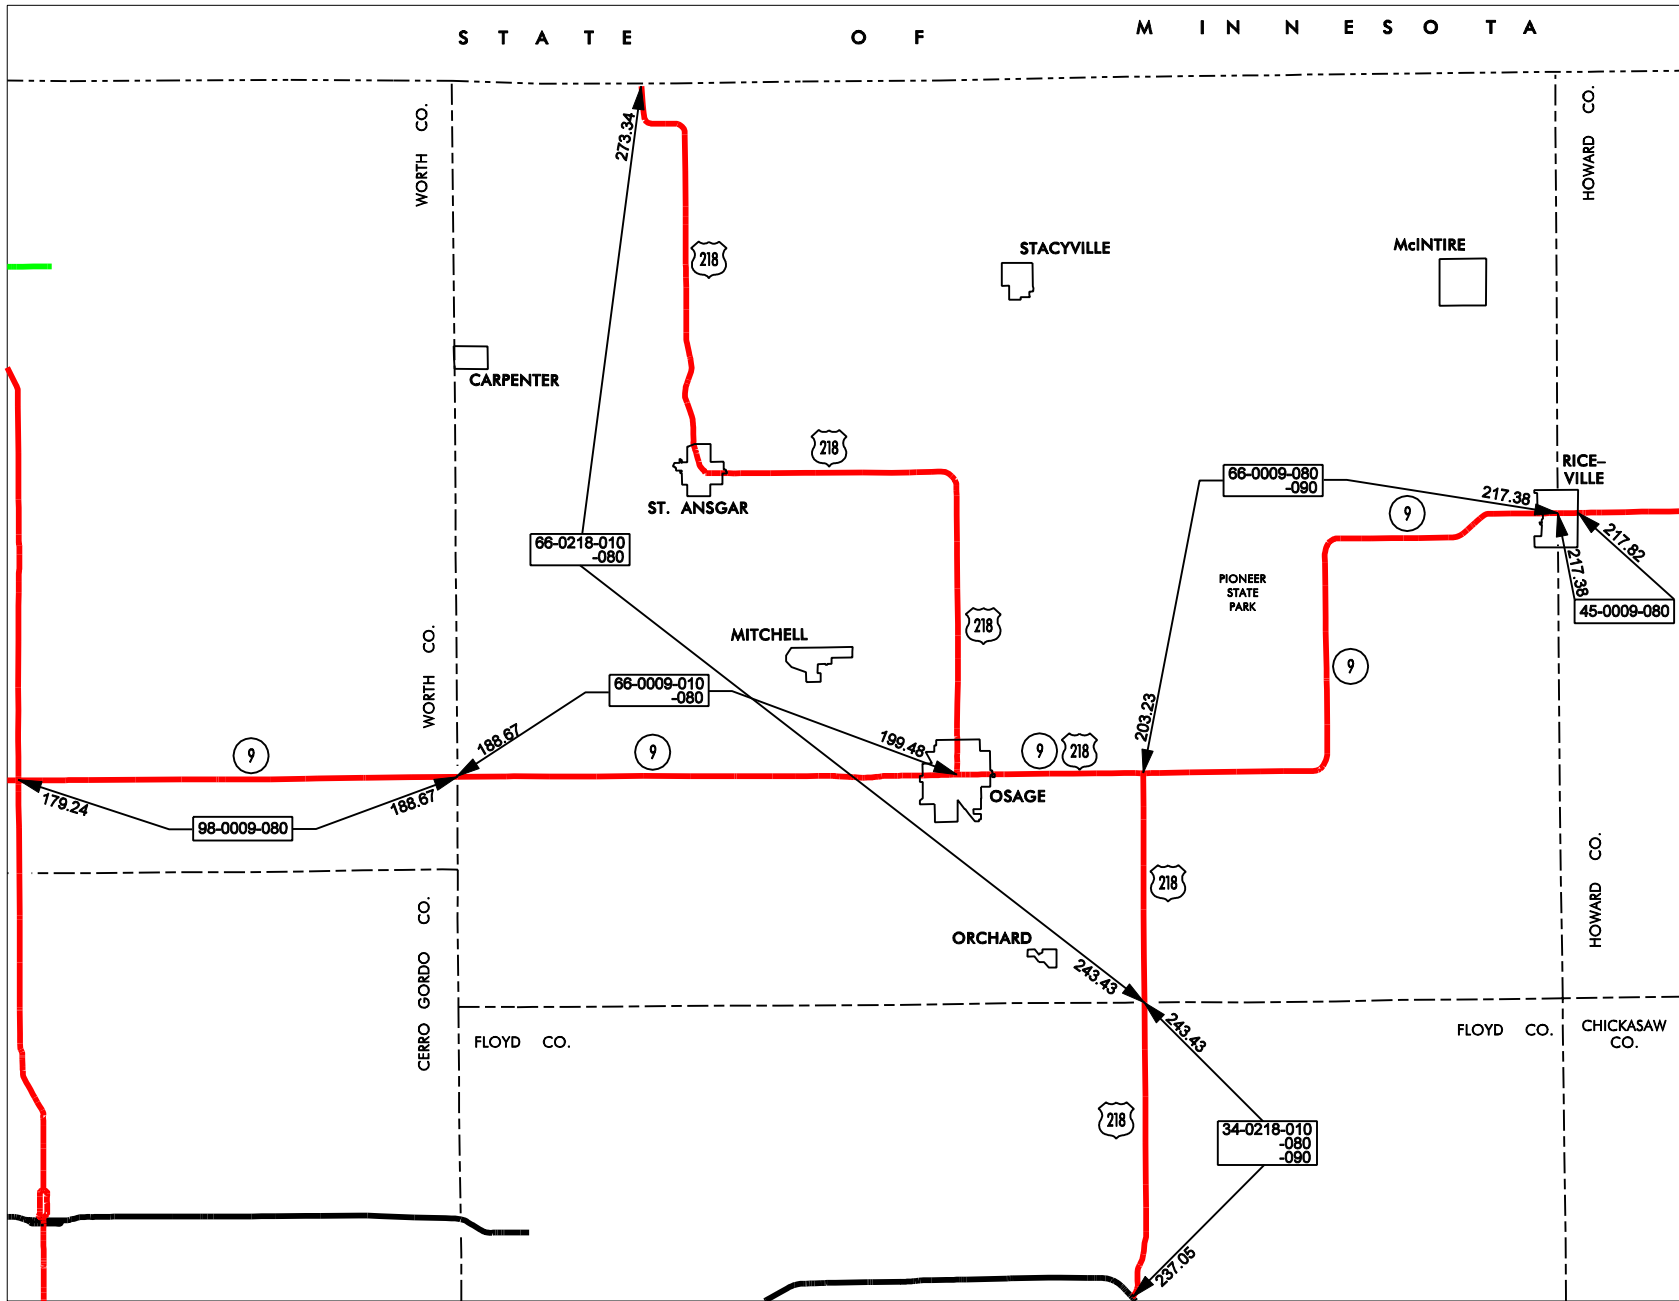 STATE OF MINNESOTA
WORTH CO.
HOWARD CO.
273.34
218
STACYVILLE
McINTIRE
CARPENTER
218
ST. ANSGAR
66-0009-080
-090
217.38
RICE-
VILLE
9
217.82
217.38
45-0009-080
66-0218-010
-080
PIONEER
STATE
PARK
218
MITCHELL
WORTH CO.
66-0009-010
-080
9
203.23
188.67
199.48
9
9
9 218
OSAGE
179.24
188.67
98-0009-080
218
HOWARD CO.
CERRO GORDO CO.
ORCHARD
243.43
243.43
FLOYD CO.
FLOYD CO.
CHICKASAW
CO.
218
34-0218-010
-080
-090
237.05